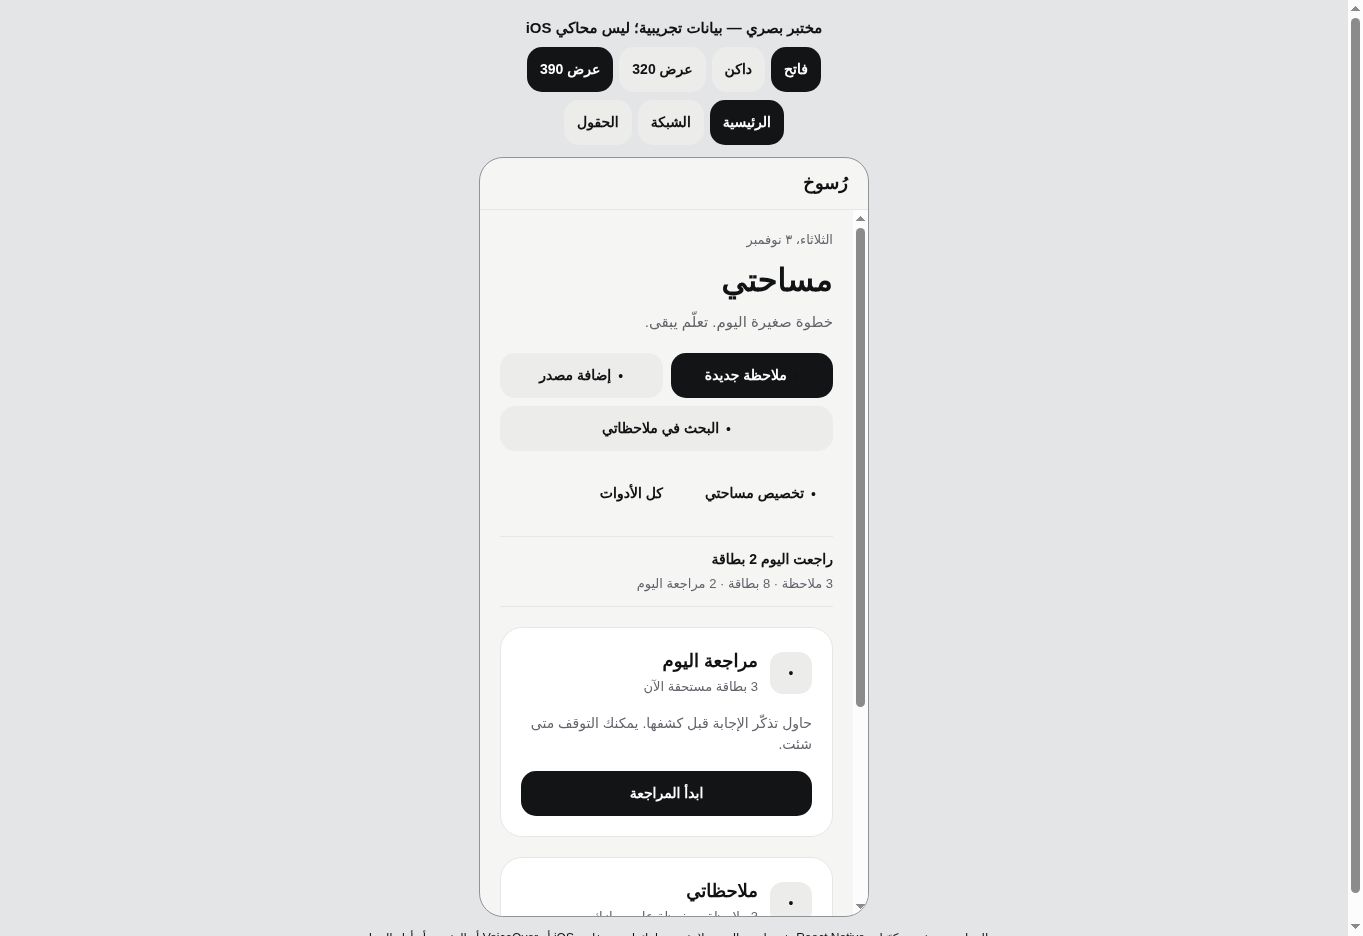 مختبر بصري — بيانات تجريبية؛ ليس محاكي iOS
فاتح داكن عرض 320 عرض 390
الرئيسية الشبكة الحقول
رُسوخ
الثلاثاء، ٣ نوفمبر
مساحتي
خطوة صغيرة اليوم. تعلّم يبقى.
ملاحظة جديدة • إضافة مصدر
• البحث في ملاحظاتي
• تخصيص مساحتي كل الأدوات
راجعت اليوم 2 بطاقة
3 ملاحظة · 8 بطاقة · 2 مراجعة اليوم
• مراجعة اليوم
3 بطاقة مستحقة الآن
حاول تذكّر الإجابة قبل كشفها. يمكنك التوقف متى
شئت.
ابدأ المراجعة
• ملاحظاتي